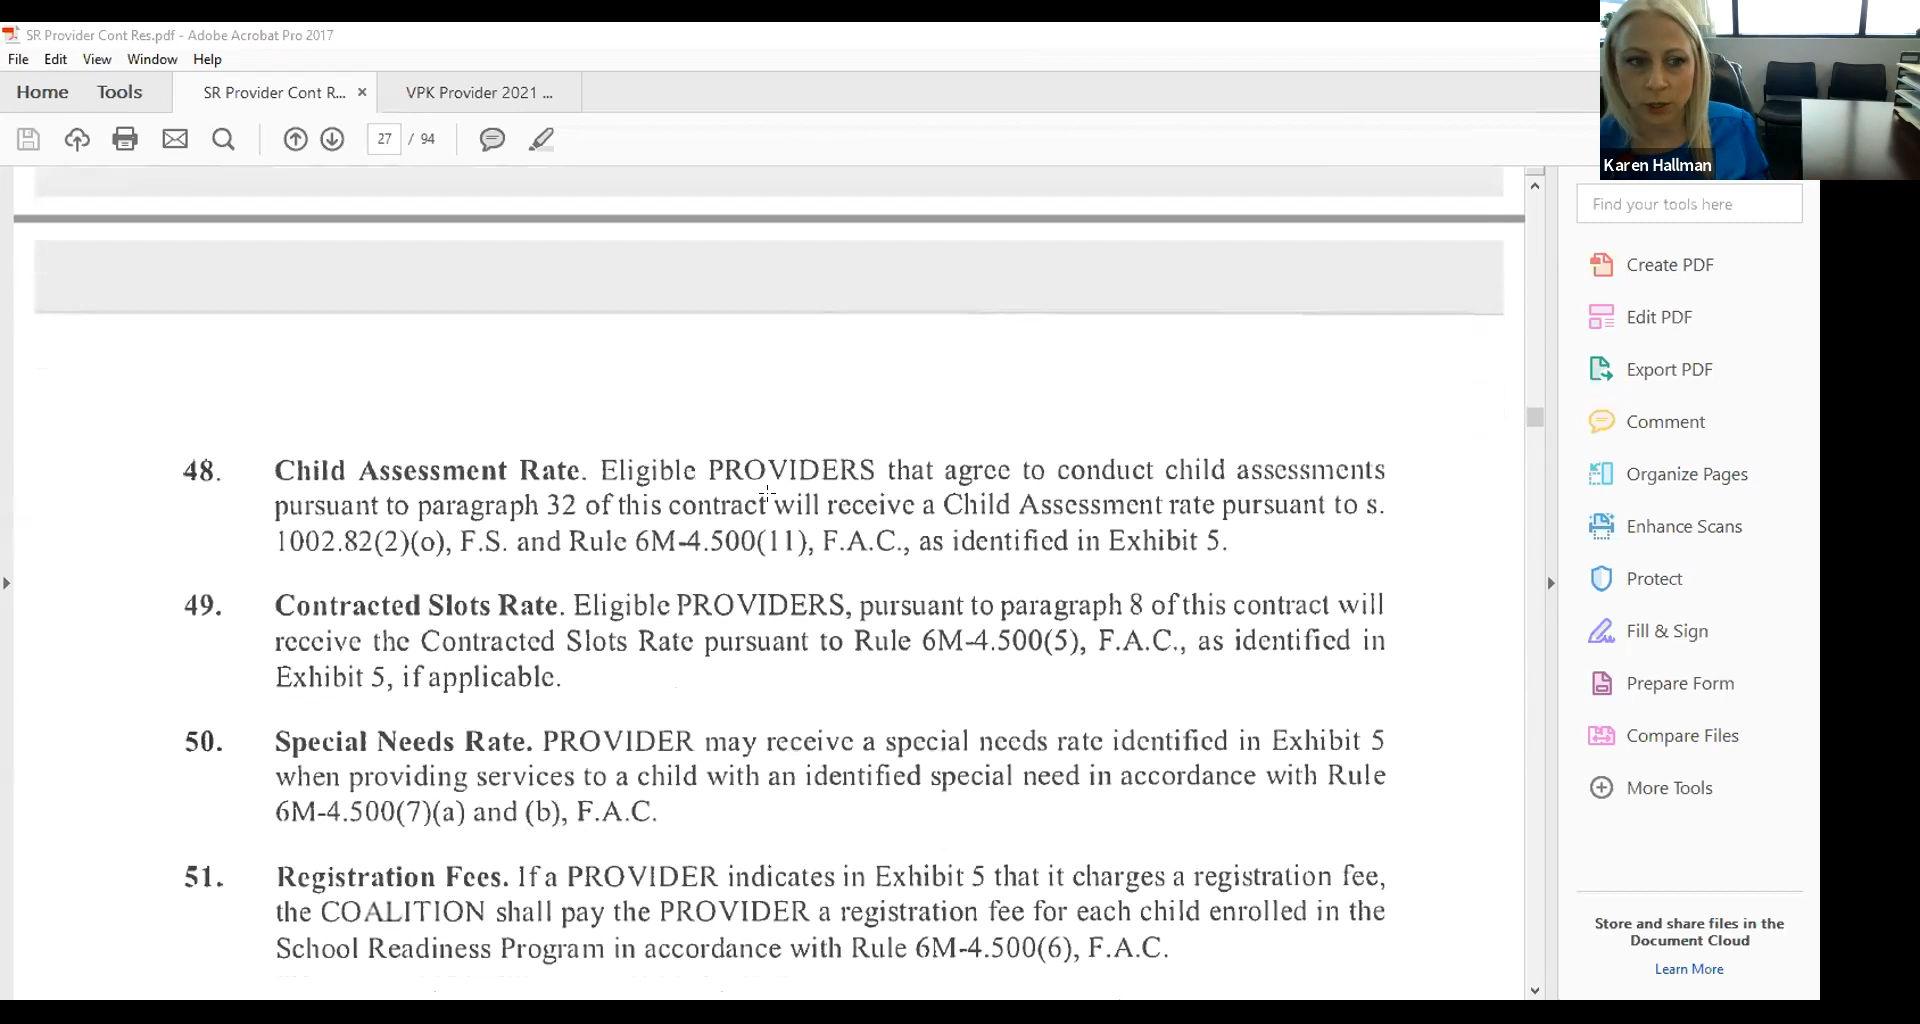 SR Provider Cont Res.pdf - Adobe Acrobat Pro 2017
File Edit View Window Help
Home Tools SR Provider Cont R... × VPK Provider 2021 ...
27 / 94
Karen Hallman
48. Child Assessment Rate. Eligible PROVIDERS that agree to conduct child assessments
pursuant to paragraph 32 of this contract will receive a Child Assessment rate pursuant to s.
1002.82(2)(o), F.S. and Rule 6M-4.500(11), F.A.C., as identified in Exhibit 5.
49. Contracted Slots Rate. Eligible PROVIDERS, pursuant to paragraph 8 of this contract will
receive the Contracted Slots Rate pursuant to Rule 6M-4.500(5), F.A.C., as identified in
Exhibit 5, if applicable.
50. Special Needs Rate. PROVIDER may receive a special needs rate identified in Exhibit 5
when providing services to a child with an identified special need in accordance with Rule
6M-4.500(7)(a) and (b), F.A.C.
51. Registration Fees. If a PROVIDER indicates in Exhibit 5 that it charges a registration fee,
the COALITION shall pay the PROVIDER a registration fee for each child enrolled in the
School Readiness Program in accordance with Rule 6M-4.500(6), F.A.C.
Find your tools here
Create PDF
Edit PDF
Export PDF
Comment
Organize Pages
Enhance Scans
Protect
Fill & Sign
Prepare Form
Compare Files
More Tools
Store and share files in the
Document Cloud
Learn More